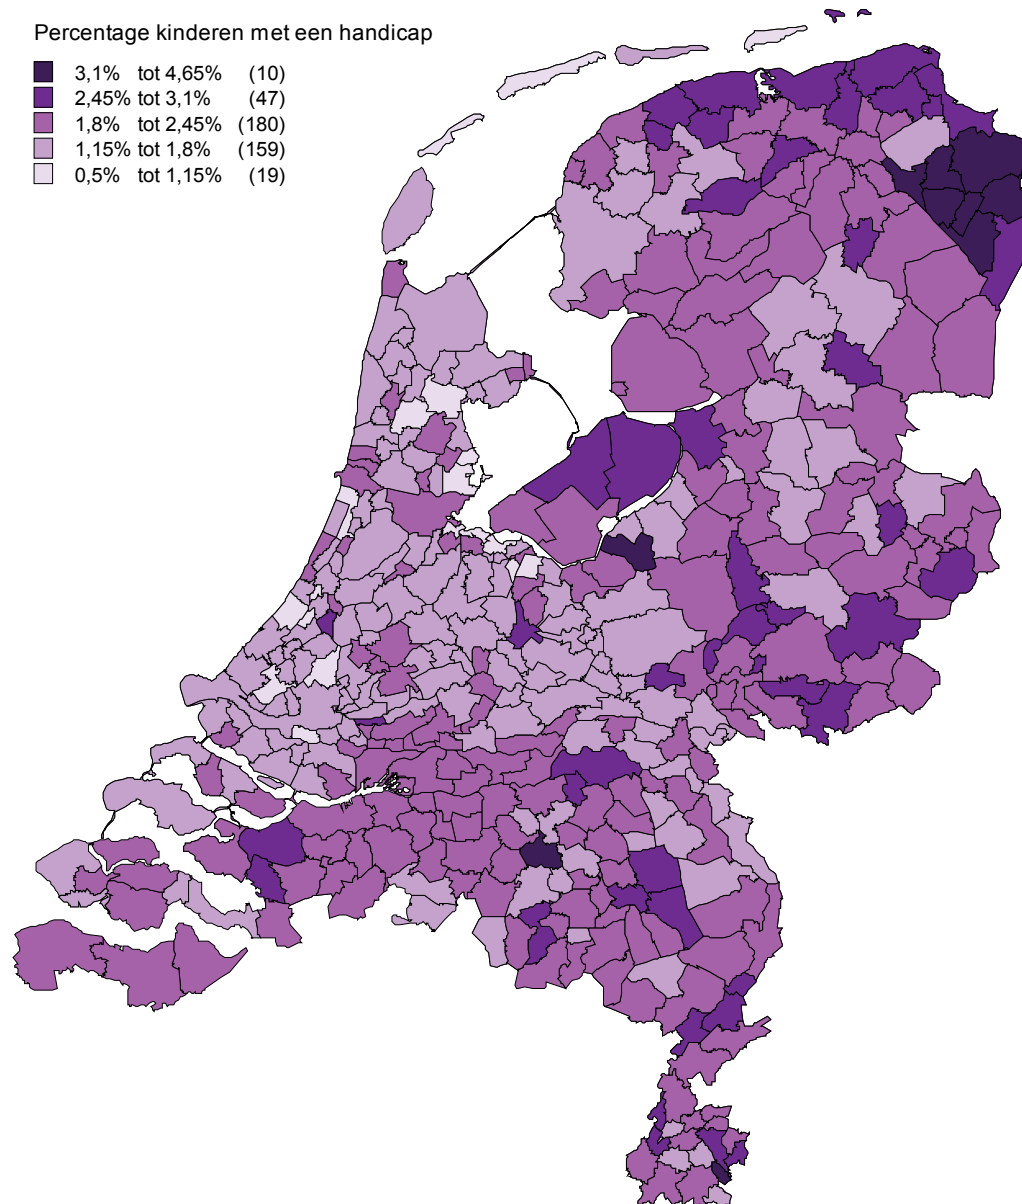 Percentage kinderen met een handicap
3,1% tot 4,65% (10)
2,45% tot 3,1% (47)
1,8% tot 2,45% (180)
1,15% tot 1,8% (159)
0,5% tot 1,15% (19)